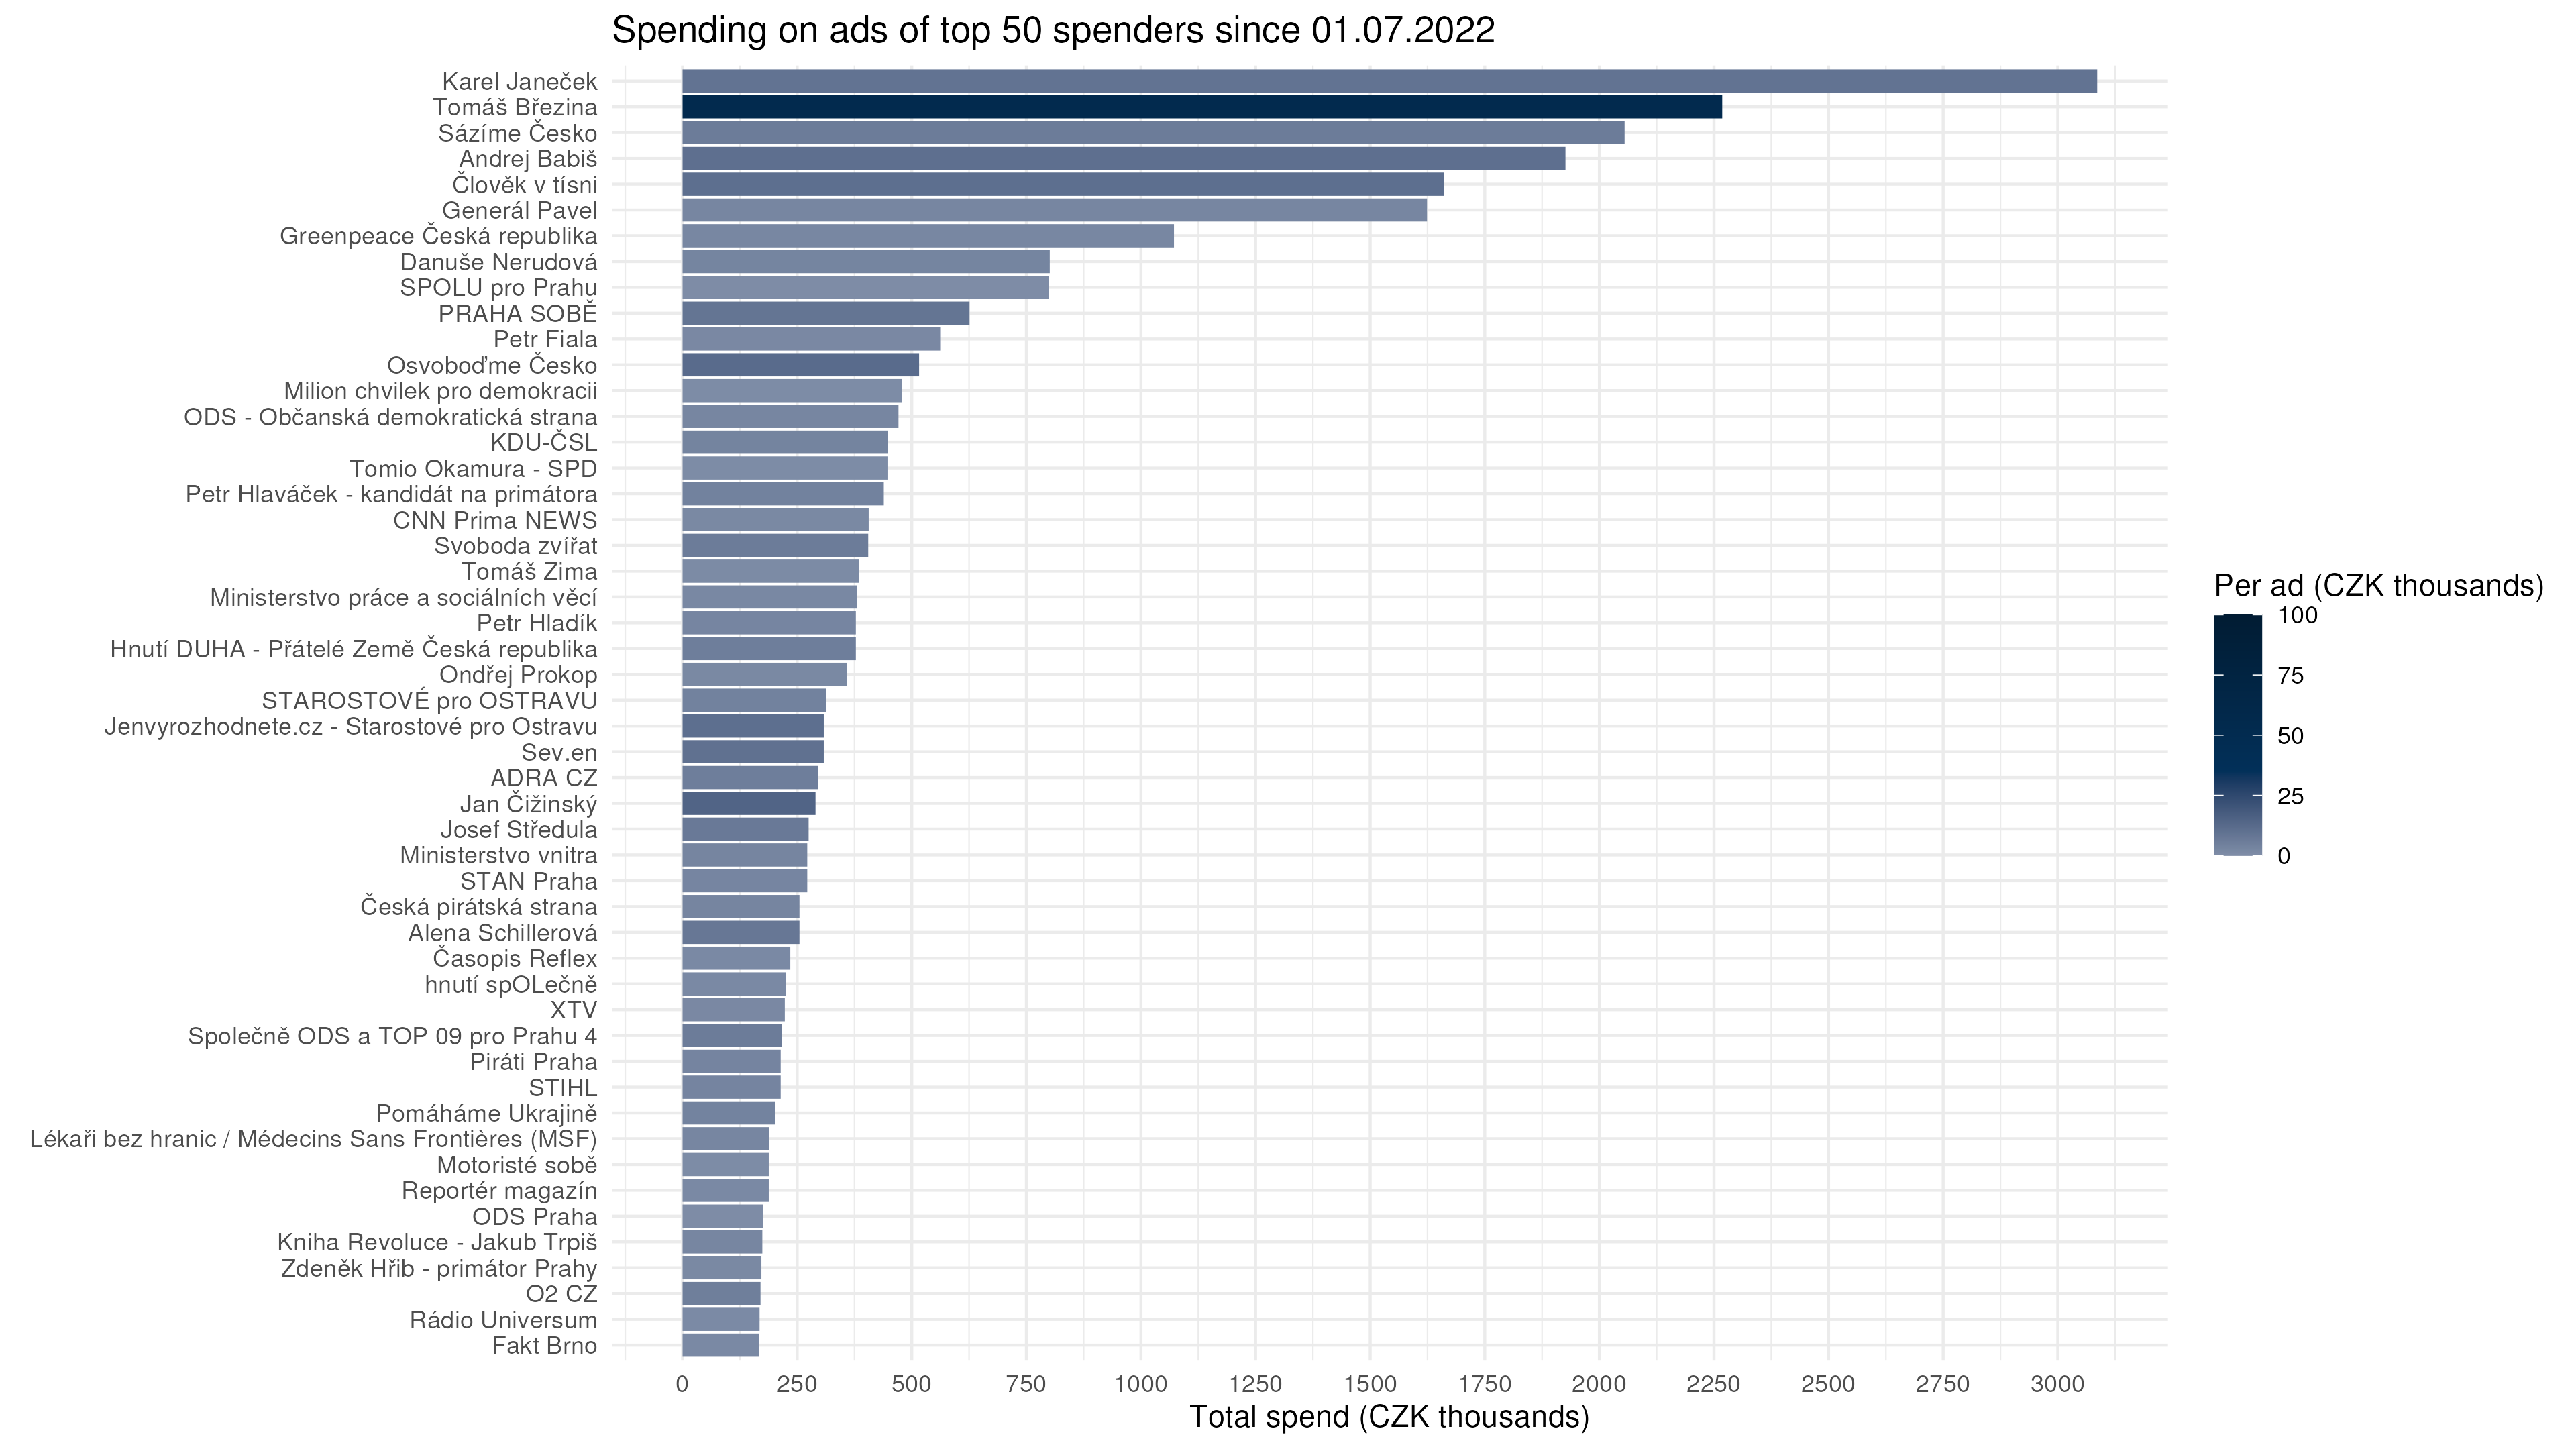 Spending on ads of top 50 spenders since 01.07.2022
Karel Janeček
Tomáš Březina
Sázíme Česko
Andrej Babiš
Člověk v tísni
Generál Pavel
Greenpeace Česká republika
Danuše Nerudová
SPOLU pro Prahu
PRAHA SOBĚ
Petr Fiala
Osvoboďme Česko
Milion chvilek pro demokracii
ODS - Občanská demokratická strana
KDU-ČSL
Tomio Okamura - SPD
Petr Hlaváček - kandidát na primátora
CNN Prima NEWS
Svoboda zvířat
Tomáš Zima
Ministerstvo práce a sociálních věcí
Petr Hladík
Hnutí DUHA - Přátelé Země Česká republika
Ondřej Prokop
STAROSTOVÉ pro OSTRAVU
Jenvyrozhodnete.cz - Starostové pro Ostravu
Sev.en
ADRA CZ
Jan Čižinský
Josef Středula
Ministerstvo vnitra
STAN Praha
Česká pirátská strana
Alena Schillerová
Časopis Reflex
hnutí spOLečně
XTV
Společně ODS a TOP 09 pro Prahu 4
Piráti Praha
STIHL
Pomáháme Ukrajině
Lékaři bez hranic / Médecins Sans Frontières (MSF)
Motoristé sobě
Reportér magazín
ODS Praha
Kniha Revoluce - Jakub Trpiš
Zdeněk Hřib - primátor Prahy
O2 CZ
Rádio Universum
Fakt Brno
0 250 500 750 1000 1250 1500 1750 2000 2250 2500 2750 3000
Total spend (CZK thousands)
Per ad (CZK thousands)
100
75
50
25
0